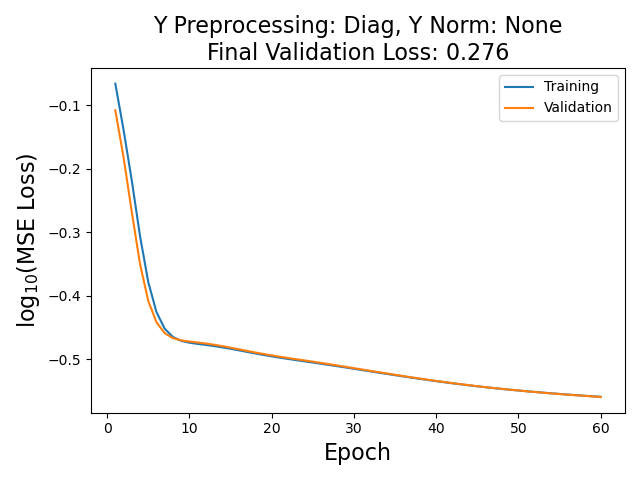 Y Preprocessing: Diag, Y Norm: None
Final Validation Loss: 0.276
Training
Validation
−0.1
−0.2
−0.3
−0.4
−0.5
log₁₀(MSE Loss)
0
10
20
30
40
50
60
Epoch